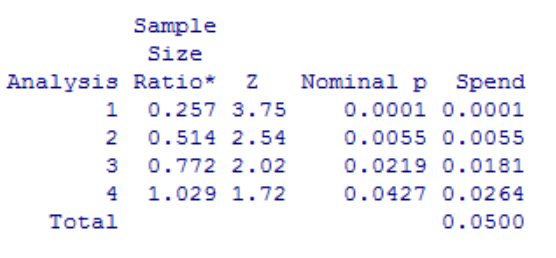 Sample
Size
Analysis Ratio* Z Nominal p Spend
1 0.257 3.75 0.0001 0.0001
2 0.514 2.54 0.0055 0.0055
3 0.772 2.02 0.0219 0.0181
4 1.029 1.72 0.0427 0.0264
Total 0.0500